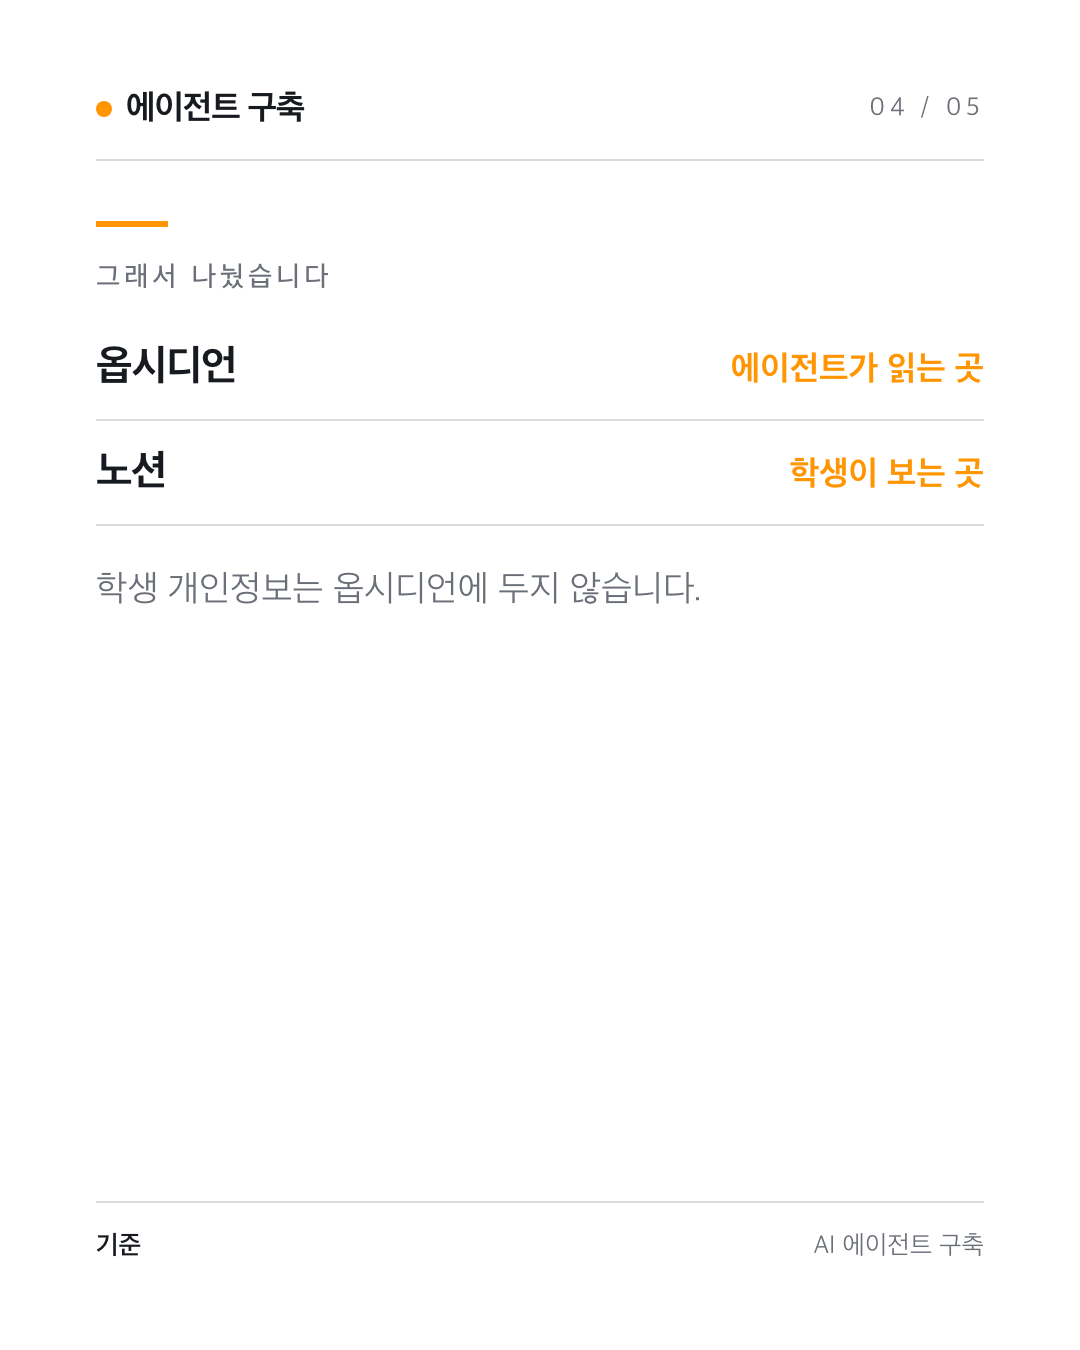 에이전트 구축
04 / 05
그래서 나눴습니다
옵시디언
에이전트가 읽는 곳
노션
학생이 보는 곳
학생 개인정보는 옵시디언에 두지 않습니다.
기준
AI 에이전트 구축